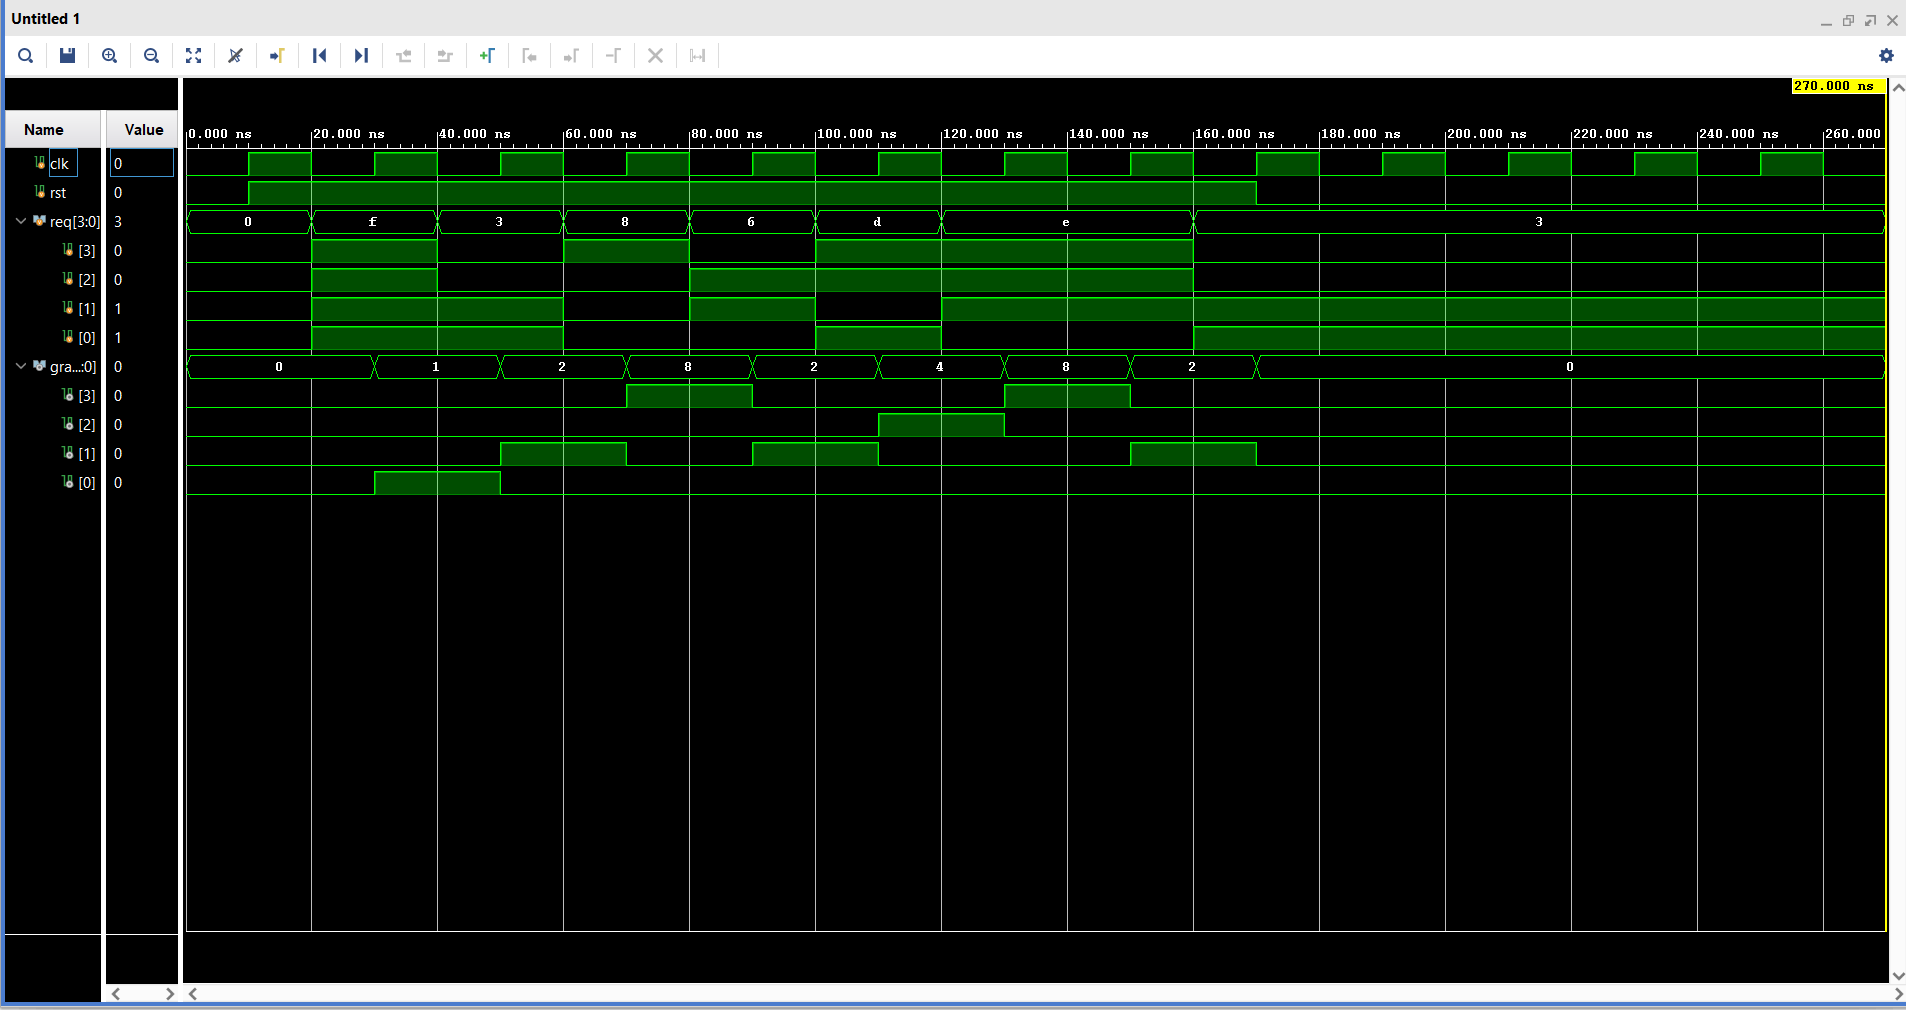 Untitled 1
270.000 ns
Name Value
0.000 ns 20.000 ns 40.000 ns 60.000 ns 80.000 ns 100.000 ns 120.000 ns 140.000 ns 160.000 ns 180.000 ns 200.000 ns 220.000 ns 240.000 ns 260.000
clk 0
rst 0
req[3:0] 3 0 f 3 8 6 d e 3
[3] 0
[2] 0
[1] 1
[0] 1
gra...:0] 0 0 1 2 8 2 4 8 2 0
[3] 0
[2] 0
[1] 0
[0] 0